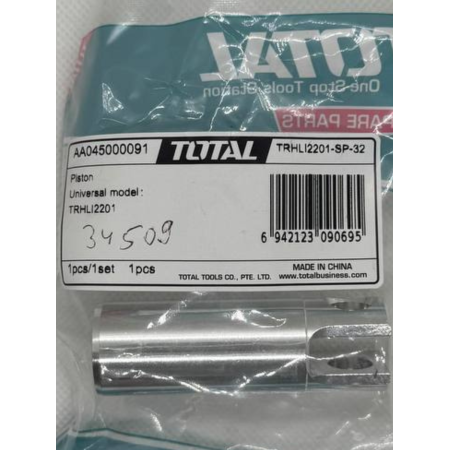 TOTAL
One Stop Tools Station
ARE PARTS
AA045000091
TOTAL
TRHLI2201-SP-32
Piston
Universal model:
TRHLI2201
34509
6 942123 090695
1pcs/1set 1pcs
TOTAL TOOLS CO., PTE. LTD.
MADE IN CHINA
www.totalbusiness.com